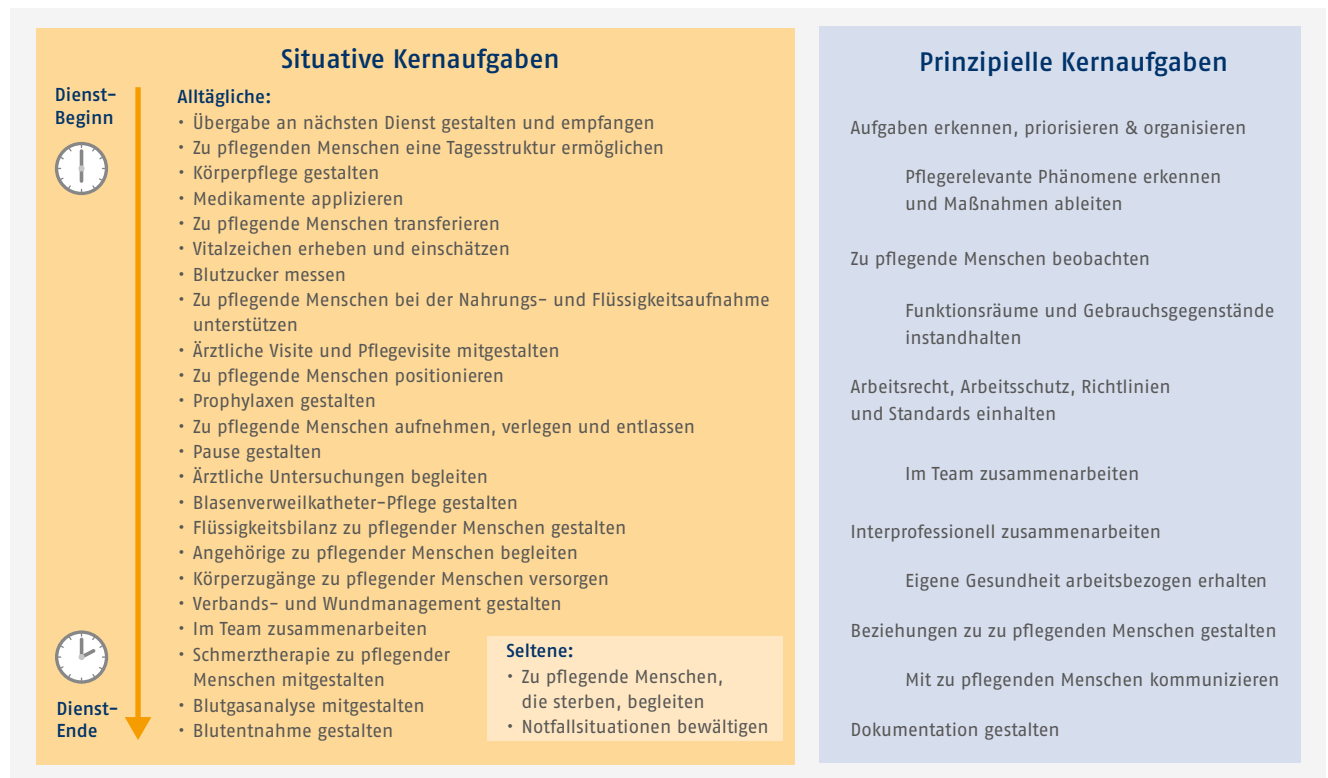 Situative Kernaufgaben
Dienst-
Beginn
Alltägliche:
• Übergabe an nächsten Dienst gestalten und empfangen
• Zu pflegenden Menschen eine Tagesstruktur ermöglichen
• Körperpflege gestalten
• Medikamente applizieren
• Zu pflegende Menschen transferieren
• Vitalzeichen erheben und einschätzen
• Blutzucker messen
• Zu pflegende Menschen bei der Nahrungs- und Flüssigkeitsaufnahme
unterstützen
• Ärztliche Visite und Pflegevisite mitgestalten
• Zu pflegende Menschen positionieren
• Prophylaxen gestalten
• Zu pflegende Menschen aufnehmen, verlegen und entlassen
• Pause gestalten
• Ärztliche Untersuchungen begleiten
• Blasenverweilkatheter-Pflege gestalten
• Flüssigkeitsbilanz zu pflegender Menschen gestalten
• Angehörige zu pflegender Menschen begleiten
• Körperzugänge zu pflegender Menschen versorgen
• Verbands- und Wundmanagement gestalten
• Im Team zusammenarbeiten
• Schmerztherapie zu pflegender
Menschen mitgestalten
• Blutgasanalyse mitgestalten
• Blutentnahme gestalten
Dienst-
Ende
Seltene:
• Zu pflegende Menschen,
die sterben, begleiten
• Notfallsituationen bewältigen
Prinzipielle Kernaufgaben
Aufgaben erkennen, priorisieren & organisieren
Pflegerelevante Phänomene erkennen
und Maßnahmen ableiten
Zu pflegende Menschen beobachten
Funktionsräume und Gebrauchsgegenstände
instandhalten
Arbeitsrecht, Arbeitsschutz, Richtlinien
und Standards einhalten
Im Team zusammenarbeiten
Interprofessionell zusammenarbeiten
Eigene Gesundheit arbeitsbezogen erhalten
Beziehungen zu zu pflegenden Menschen gestalten
Mit zu pflegenden Menschen kommunizieren
Dokumentation gestalten